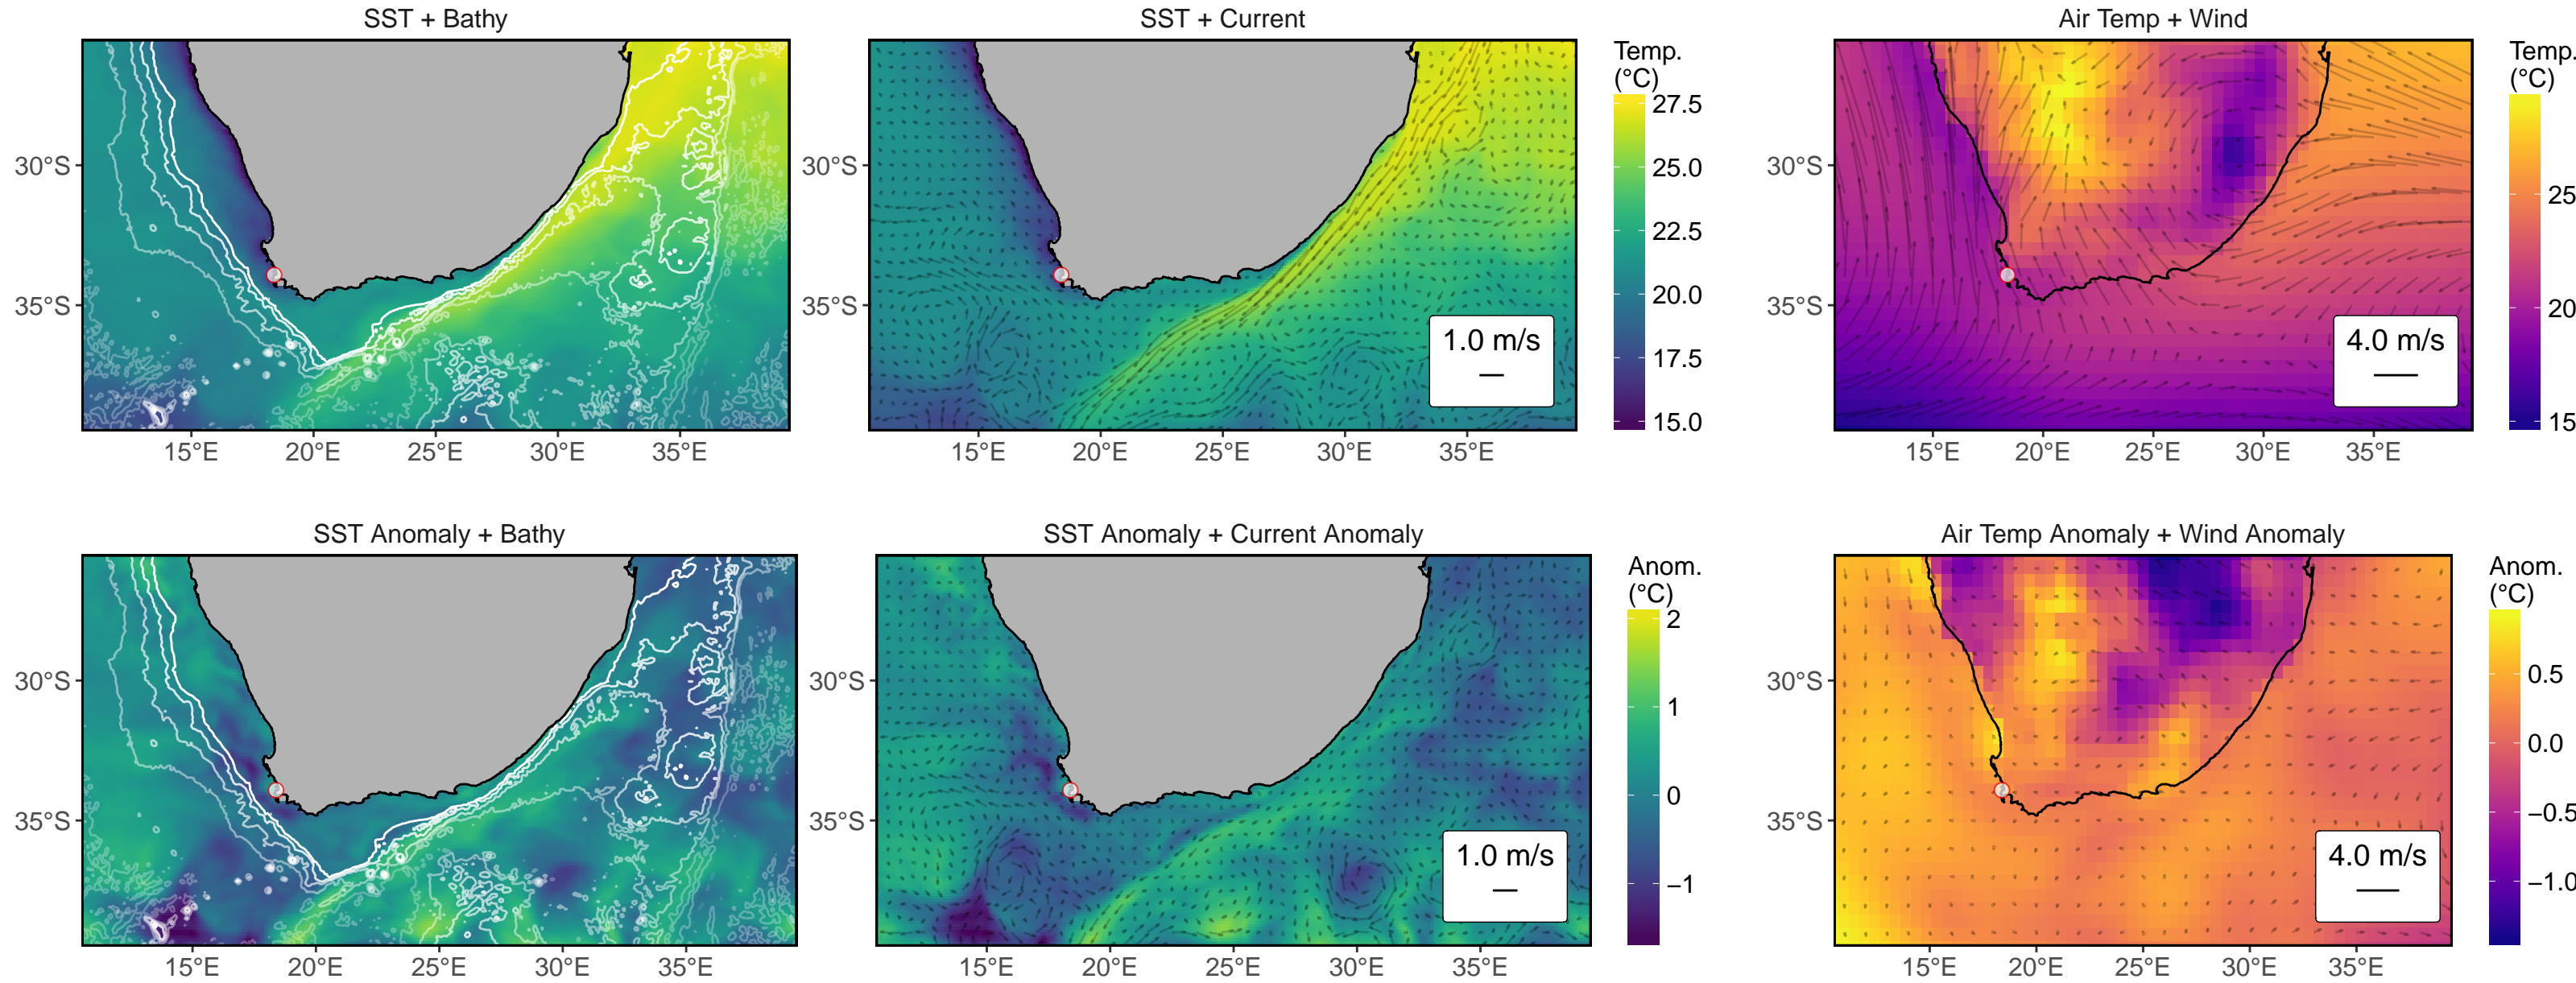 SST + Bathy
30°S
35°S
15°E 20°E 25°E 30°E 35°E
SST + Current
30°S
35°S
1.0 m/s
15°E 20°E 25°E 30°E 35°E
Temp.
(°C)
27.5
25.0
22.5
20.0
17.5
15.0
Air Temp + Wind
30°S
35°S
4.0 m/s
15°E 20°E 25°E 30°E 35°E
Temp.
(°C)
25
20
15
SST Anomaly + Bathy
30°S
35°S
15°E 20°E 25°E 30°E 35°E
SST Anomaly + Current Anomaly
30°S
35°S
1.0 m/s
15°E 20°E 25°E 30°E 35°E
Anom.
(°C)
2
1
0
−1
Air Temp Anomaly + Wind Anomaly
30°S
35°S
4.0 m/s
15°E 20°E 25°E 30°E 35°E
Anom.
(°C)
0.5
0.0
−0.5
−1.0